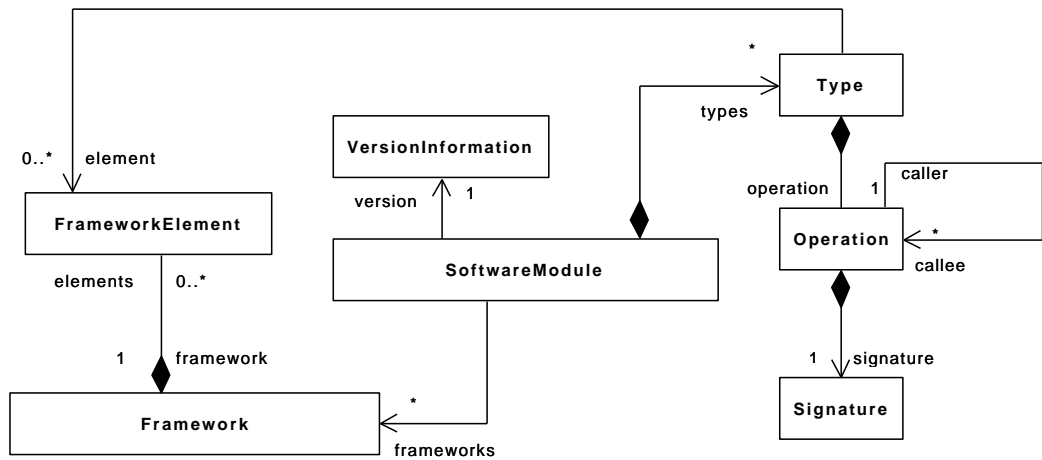 *
Type
types
VersionInformation
0..*
element
operation
1
caller
version
1
FrameworkElement
Operation
*
callee
SoftwareModule
elements
0..*
1
framework
1
signature
*
Framework
frameworks
Signature